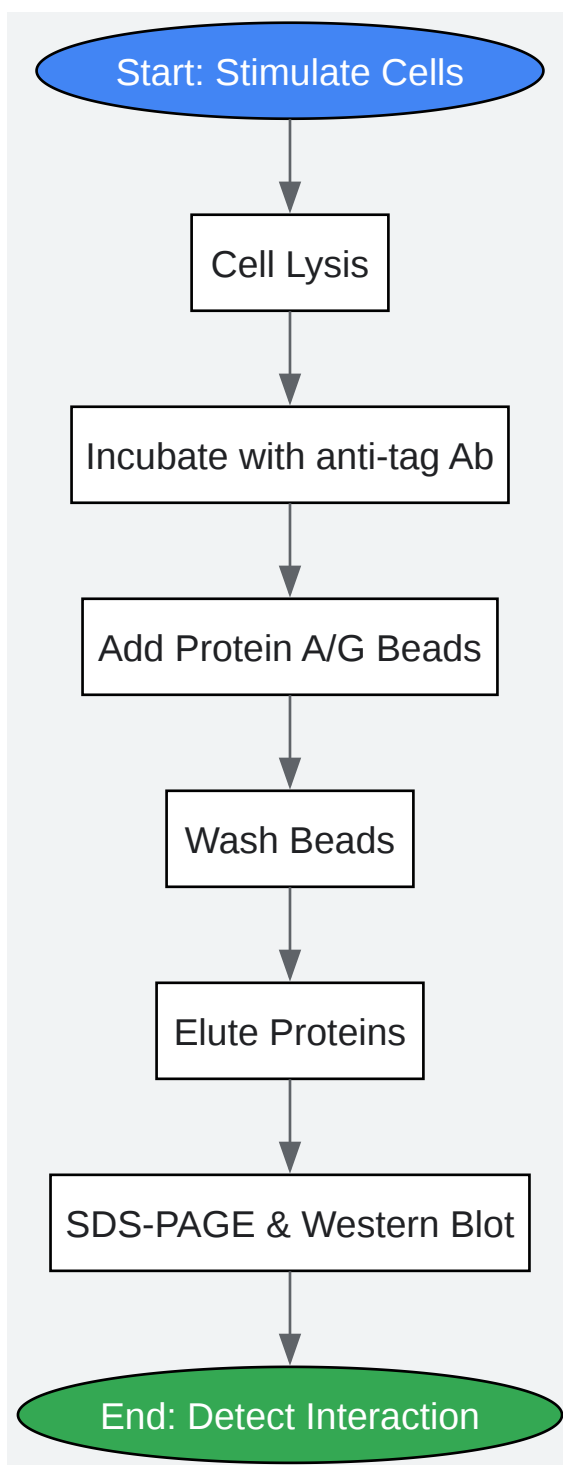 Start: Stimulate Cells
Cell Lysis
Incubate with anti-tag Ab
Add Protein A/G Beads
Wash Beads
Elute Proteins
SDS-PAGE & Western Blot
End: Detect Interaction